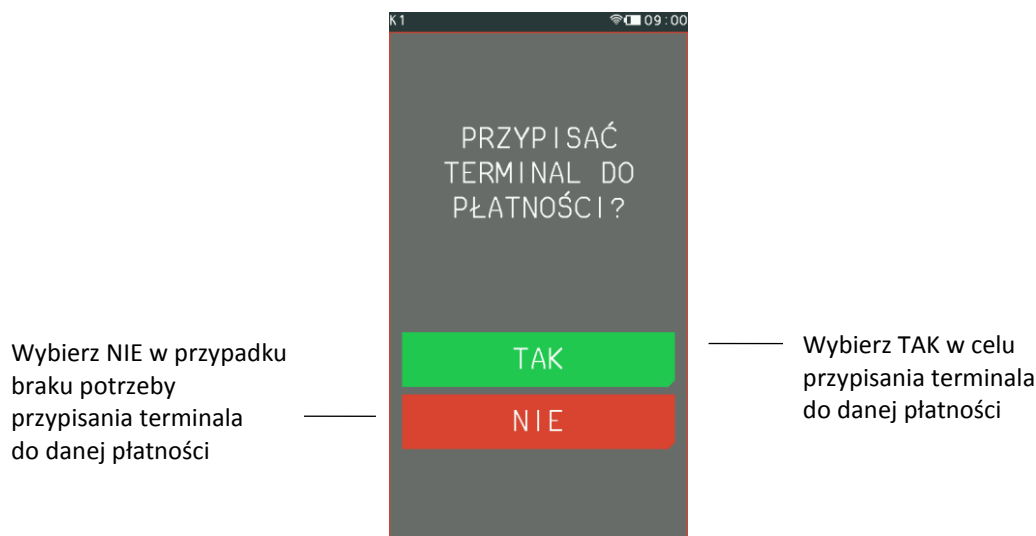 K1 09:00
PRZYPISAĆ
TERMINAL DO
PŁATNOŚCI?
TAK
NIE
Wybierz NIE w przypadku
braku potrzeby
przypisania terminala
do danej płatności
Wybierz TAK w celu
przypisania terminala
do danej płatności